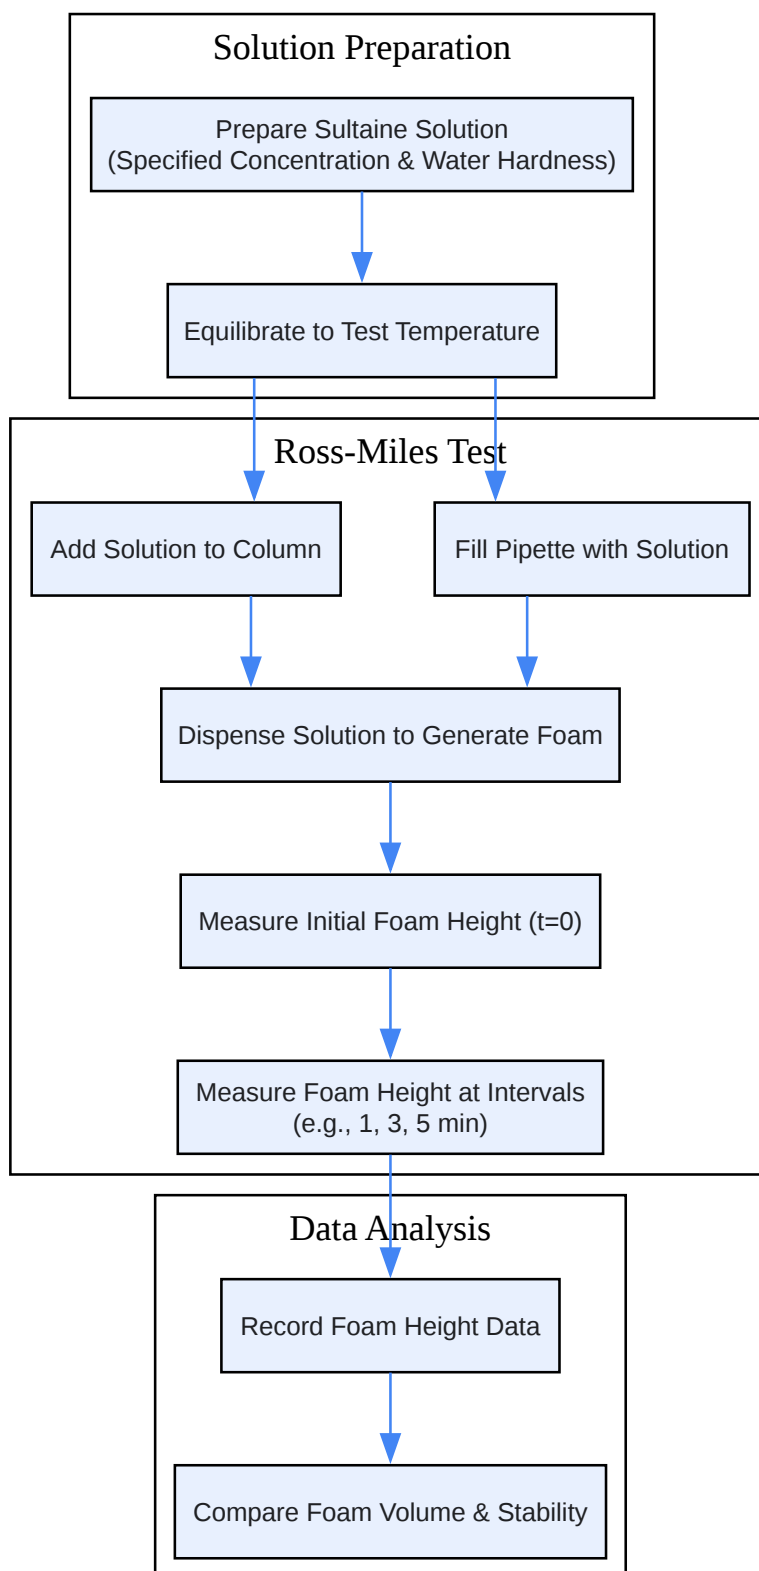 Solution Preparation
Prepare Sultaine Solution
(Specified Concentration & Water Hardness)
Equilibrate to Test Temperature
Ross-Miles Test
Add Solution to Column
Fill Pipette with Solution
Dispense Solution to Generate Foam
Measure Initial Foam Height (t=0)
Measure Foam Height at Intervals
(e.g., 1, 3, 5 min)
Data Analysis
Record Foam Height Data
Compare Foam Volume & Stability